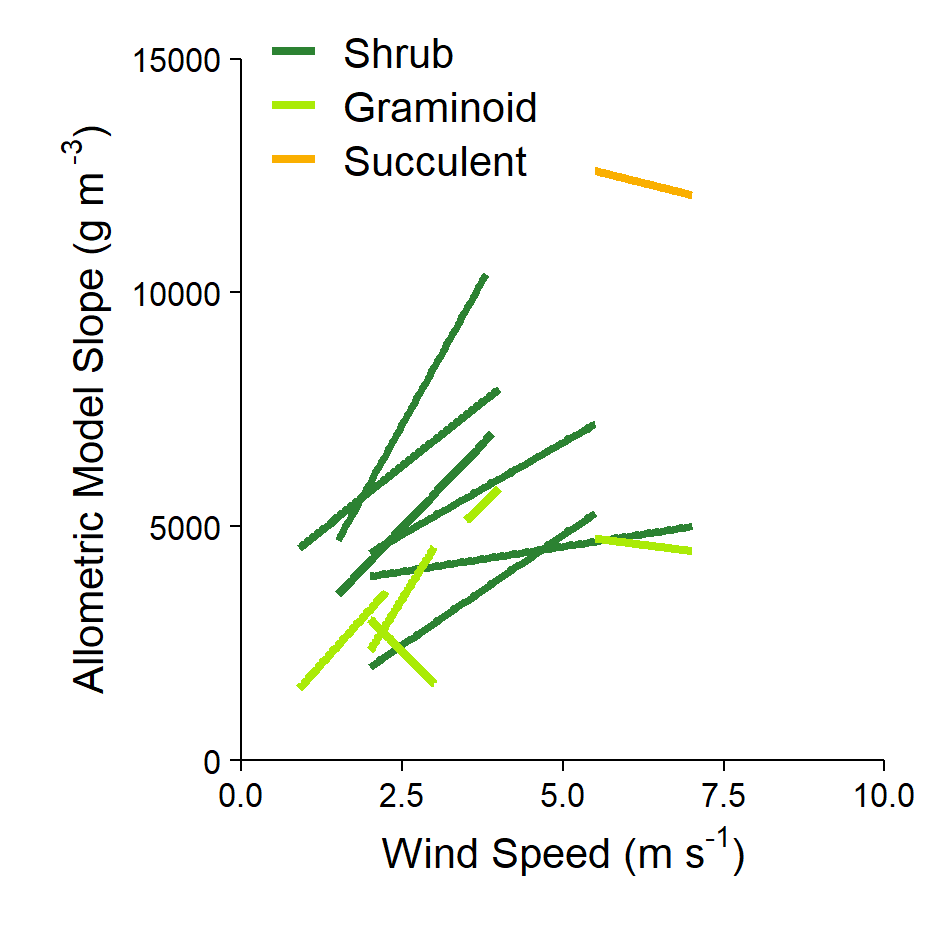 Shrub
Graminoid
Succulent
15000
10000
5000
0
Allometric Model Slope (g m⁻³)
0.0 2.5 5.0 7.5 10.0
Wind Speed (m s⁻¹)